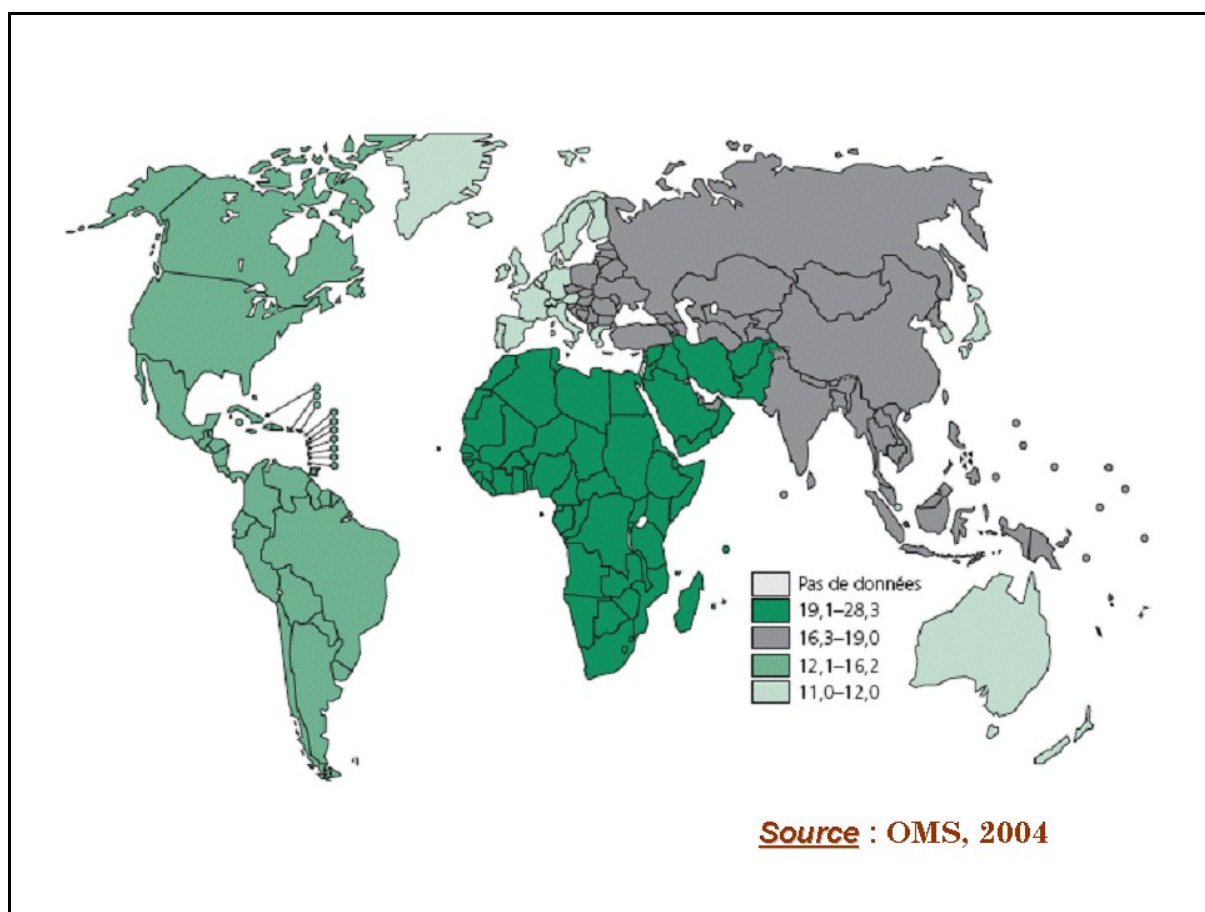 Pas de données
19,1–28,3
16,3–19,0
12,1–16,2
11,0–12,0
Source : OMS, 2004